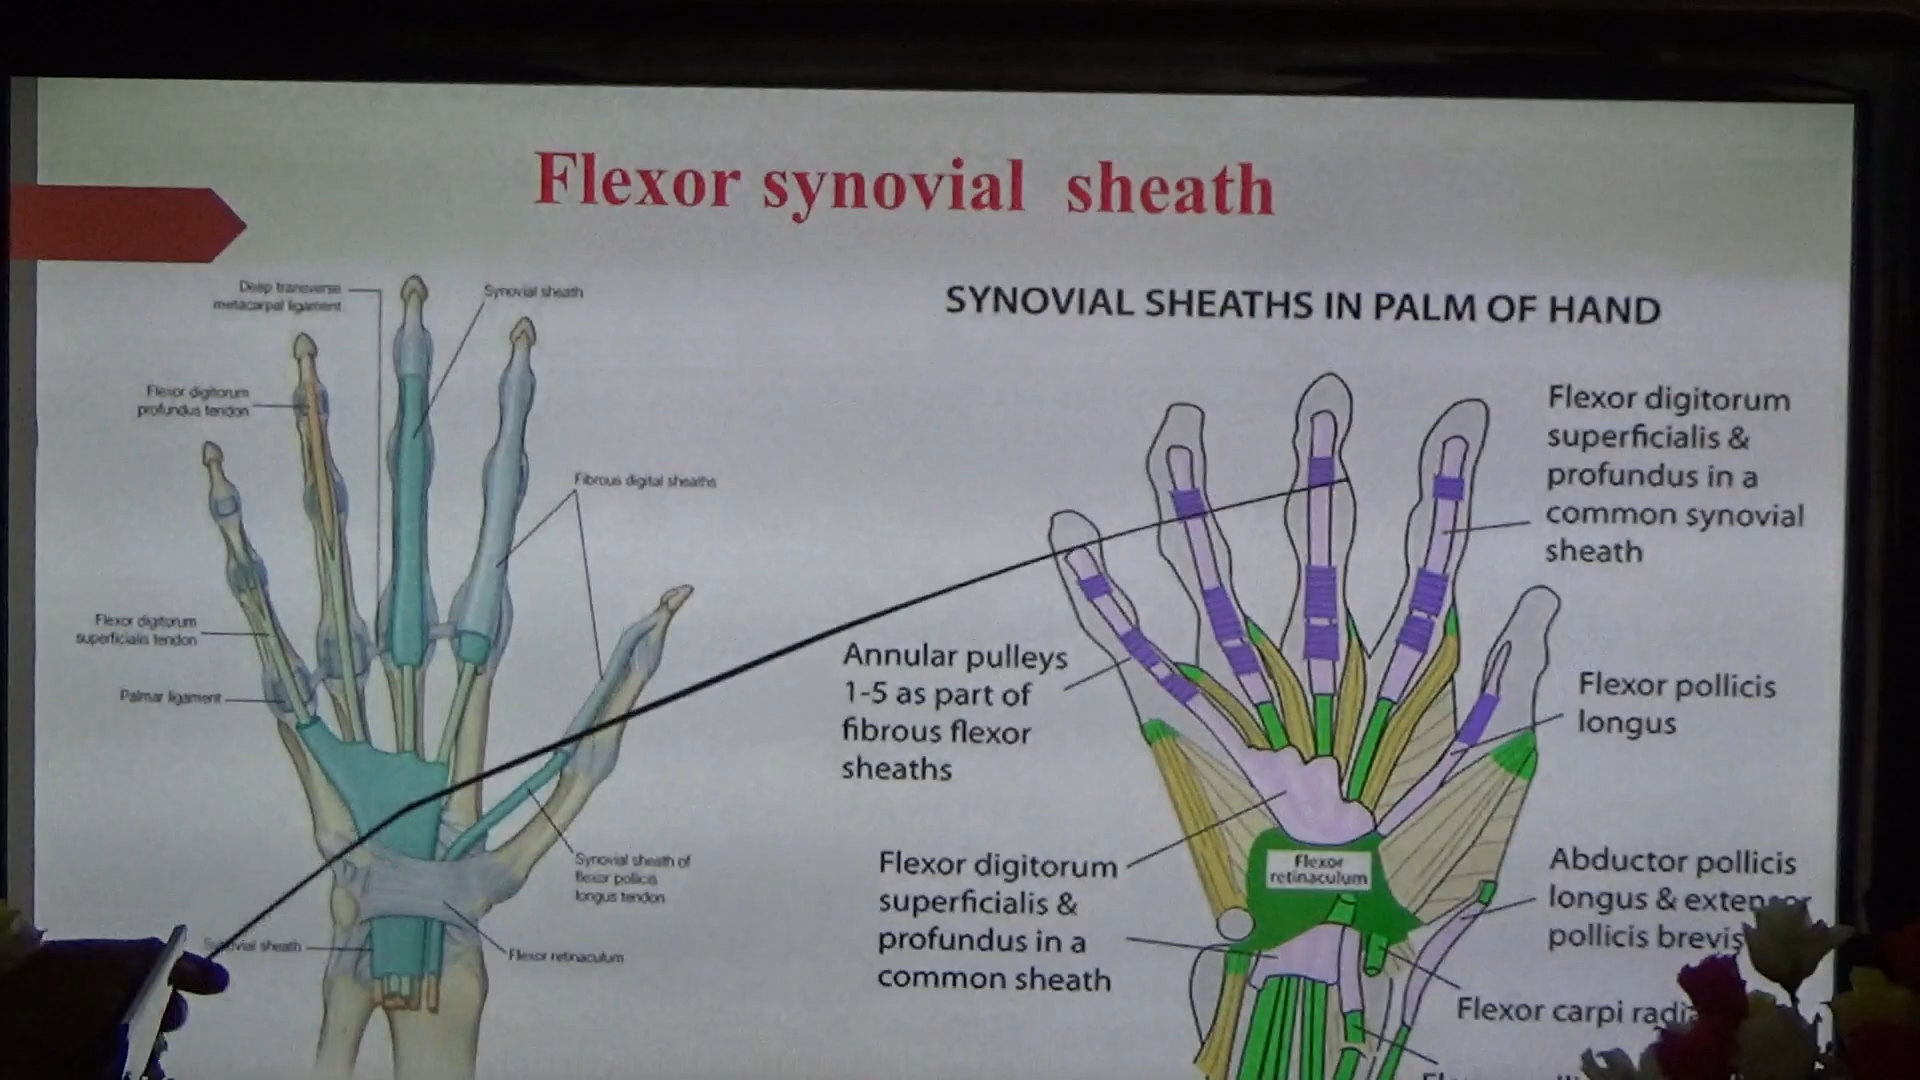 Flexor synovial sheath
Deep transverse
metacarpal ligament
Synovial sheath
Flexor digitorum
profundus tendon
Fibrous digital sheaths
Flexor digitorum
superficialis tendon
Palmar ligament
Synovial sheath of
flexor pollicis
longus tendon
Synovial sheath
Flexor retinaculum
SYNOVIAL SHEATHS IN PALM OF HAND
Flexor digitorum
superficialis &
profundus in a
common synovial
sheath
Annular pulleys
1-5 as part of
fibrous flexor
sheaths
Flexor pollicis
longus
Flexor digitorum
superficialis &
profundus in a
common sheath
Flexor
retinaculum
Abductor pollicis
longus & extensor
pollicis brevis
Flexor carpi